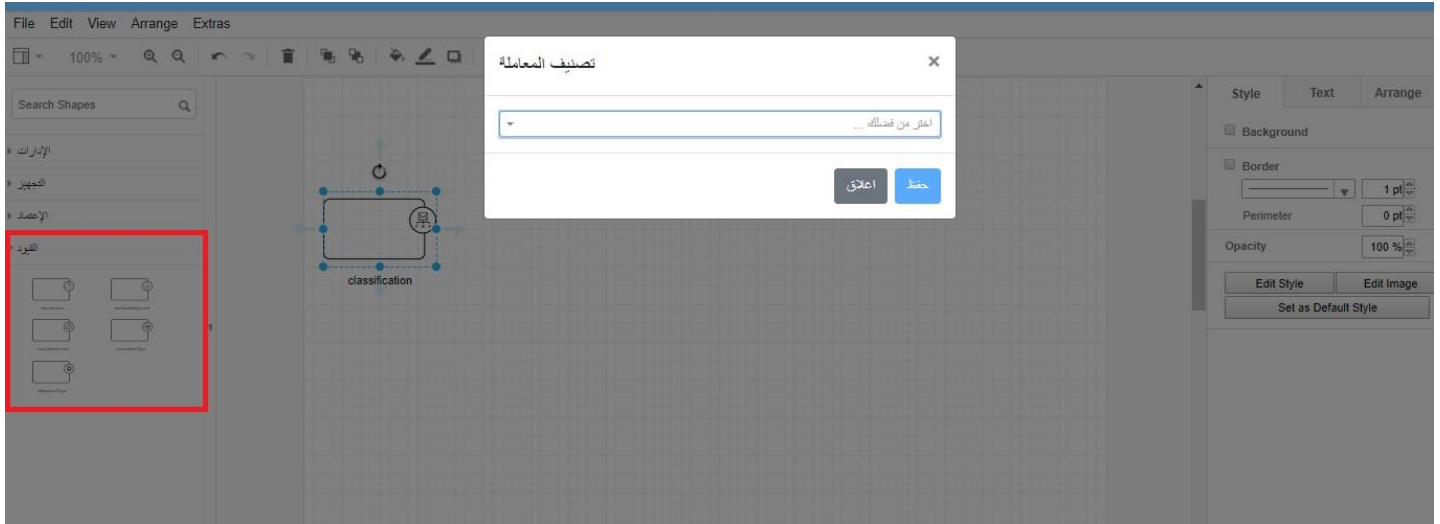 File Edit View Arrange Extras
100%
تصنيف المعاملة
×
Search Shapes
اختر من فضلك ...
حفظ
اغلاق
الإدارات
التجهيز
الإعتماد
القيود
classification
Style Text Arrange
Background
Border
1 pt
Perimeter
0 pt
Opacity
100 %
Edit Style
Edit Image
Set as Default Style